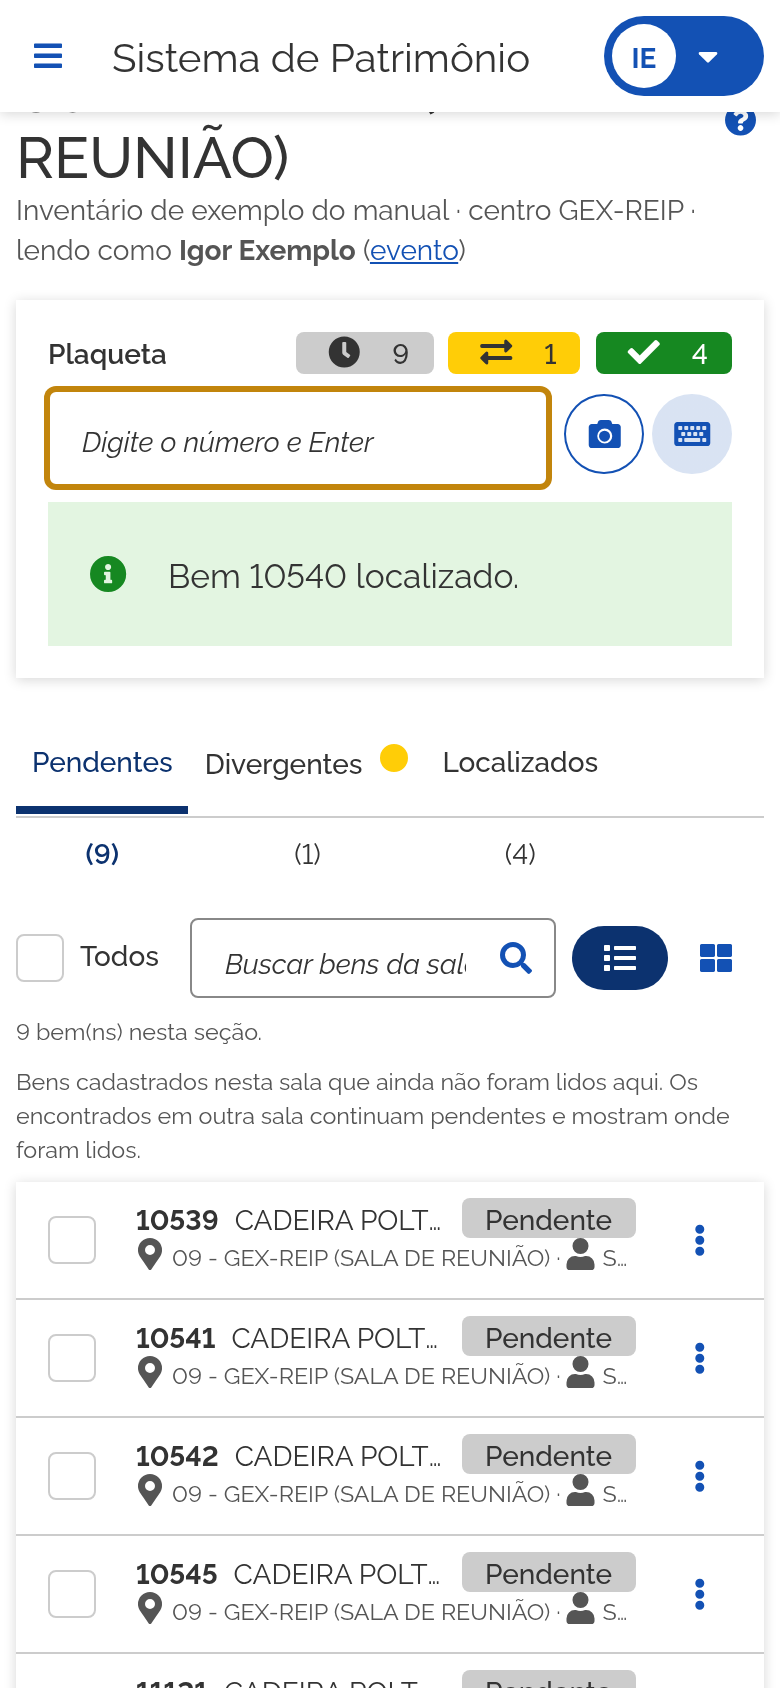 Sistema de Patrimônio
IE
REUNIÃO)
Inventário de exemplo do manual · centro GEX-REIP ·
lendo como Igor Exemplo (evento)
Plaqueta
9
1
4
Digite o número e Enter
Bem 10540 localizado.
Pendentes
Divergentes
Localizados
(9)
(1)
(4)
Todos
Buscar bens da sal
9 bem(ns) nesta seção.
Bens cadastrados nesta sala que ainda não foram lidos aqui. Os
encontrados em outra sala continuam pendentes e mostram onde
foram lidos.
10539 CADEIRA POLT... Pendente
09 - GEX-REIP (SALA DE REUNIÃO) · S...
10541 CADEIRA POLT... Pendente
09 - GEX-REIP (SALA DE REUNIÃO) · S...
10542 CADEIRA POLT... Pendente
09 - GEX-REIP (SALA DE REUNIÃO) · S...
10545 CADEIRA POLT... Pendente
09 - GEX-REIP (SALA DE REUNIÃO) · S...
CADEIRA POLT... Pendente